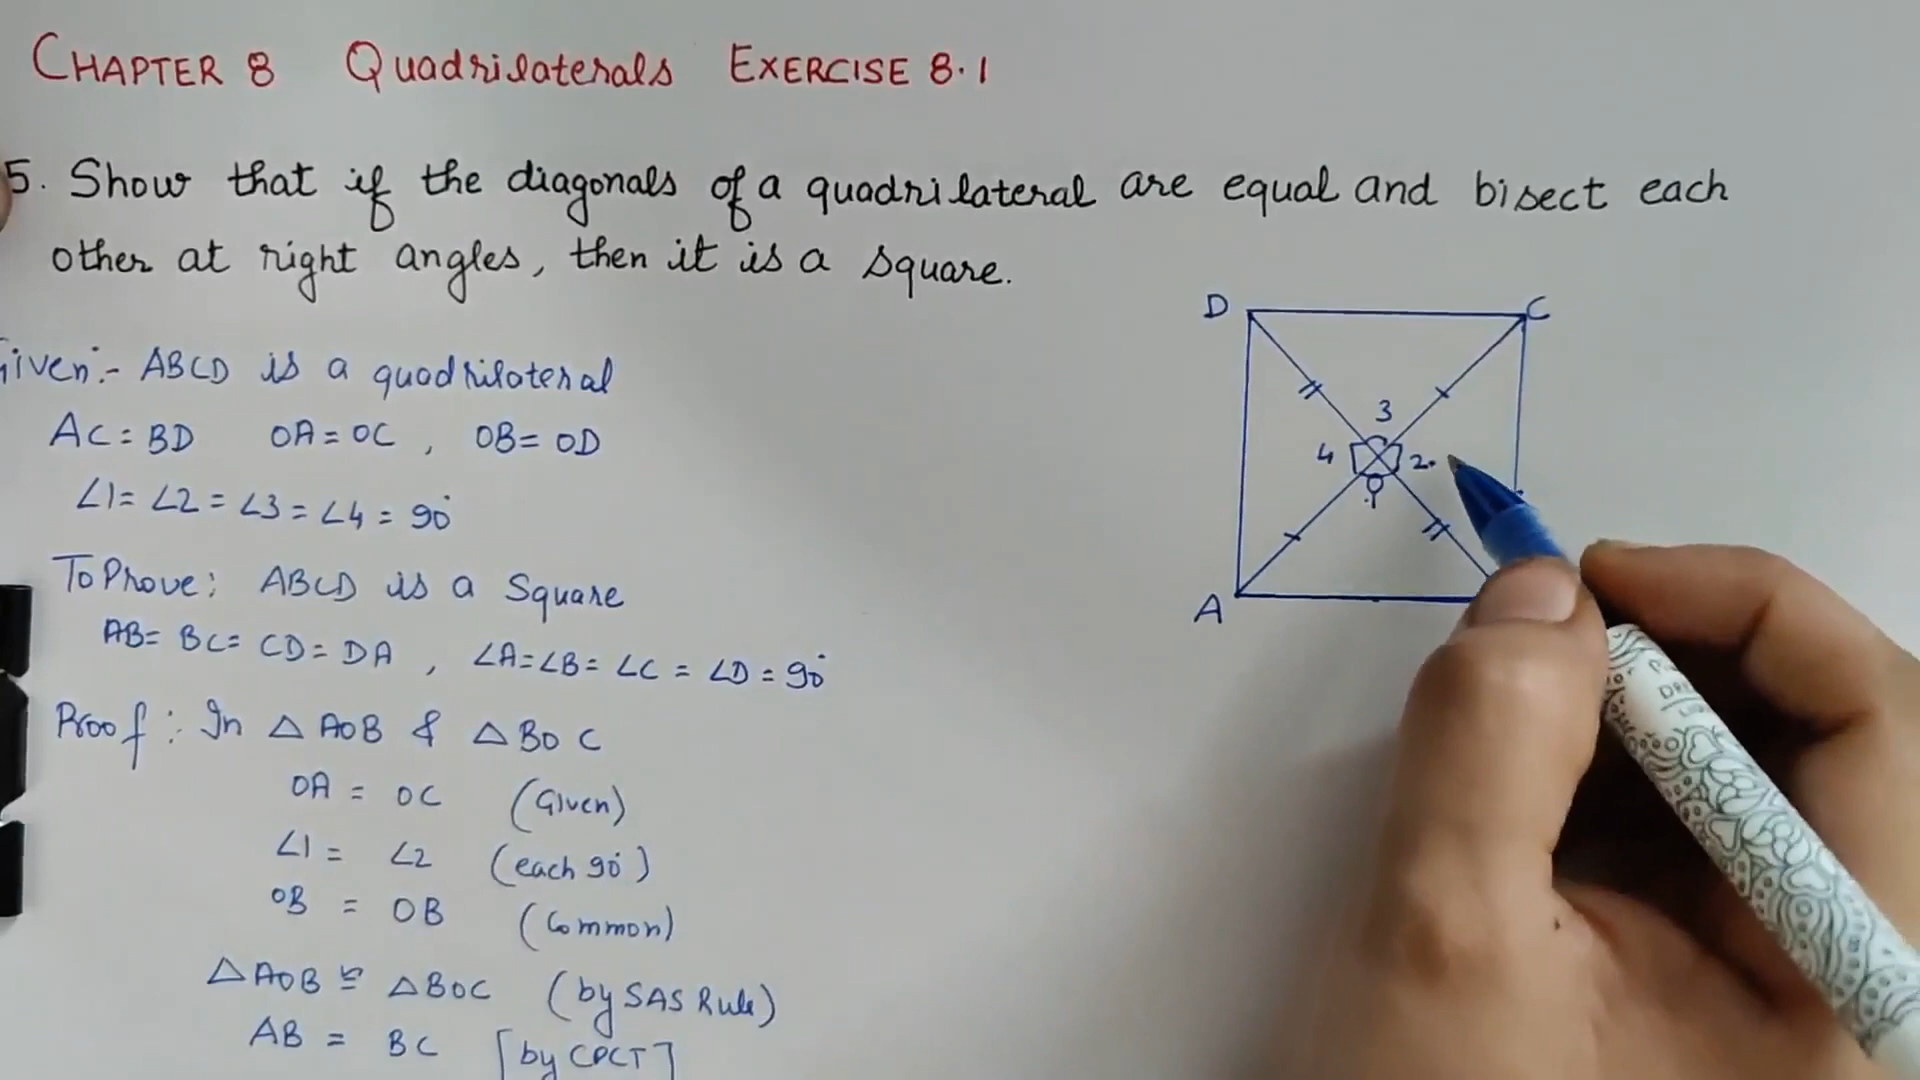 CHAPTER 8 Quadrilaterals EXERCISE 8.1
5. Show that if the diagonals of a quadrilateral are equal and bisect each
other at right angles, then it is a square.
Given:- ABCD is a quadrilateral
AC = BD OA = OC , OB = OD
∠1 = ∠2 = ∠3 = ∠4 = 90°
To Prove: ABCD is a Square
AB = BC = CD = DA , ∠A = ∠B = ∠C = ∠D = 90°
Proof: In △ AOB & △ BOC
OA = OC (Given)
∠1 = ∠2 (each 90°)
OB = OB (Common)
△AOB ≅ △BOC (by SAS Rule)
AB = BC [by CPCT]
D C
3
4 2
O
1
A